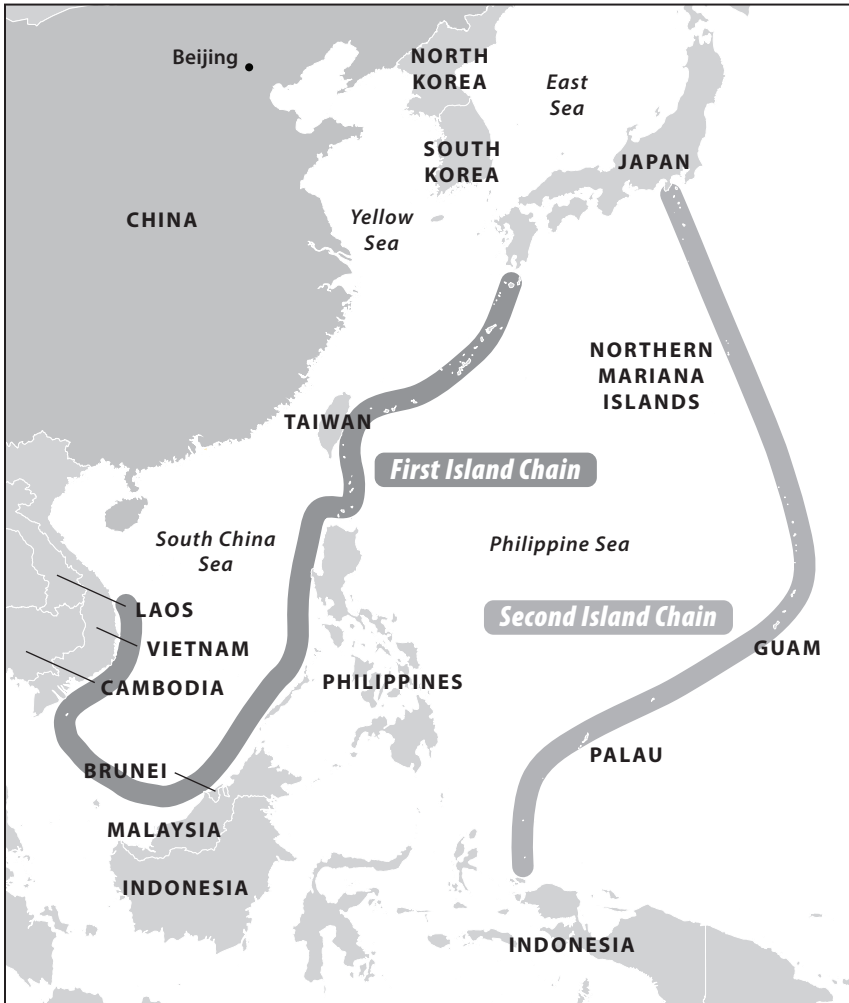 Beijing
NORTH
KOREA
East
Sea
SOUTH
KOREA
JAPAN
CHINA
Yellow
Sea
NORTHERN
MARIANA
ISLANDS
TAIWAN
First Island Chain
South China
Sea
Philippine Sea
LAOS
Second Island Chain
VIETNAM
GUAM
CAMBODIA
PHILIPPINES
PALAU
BRUNEI
MALAYSIA
INDONESIA
INDONESIA